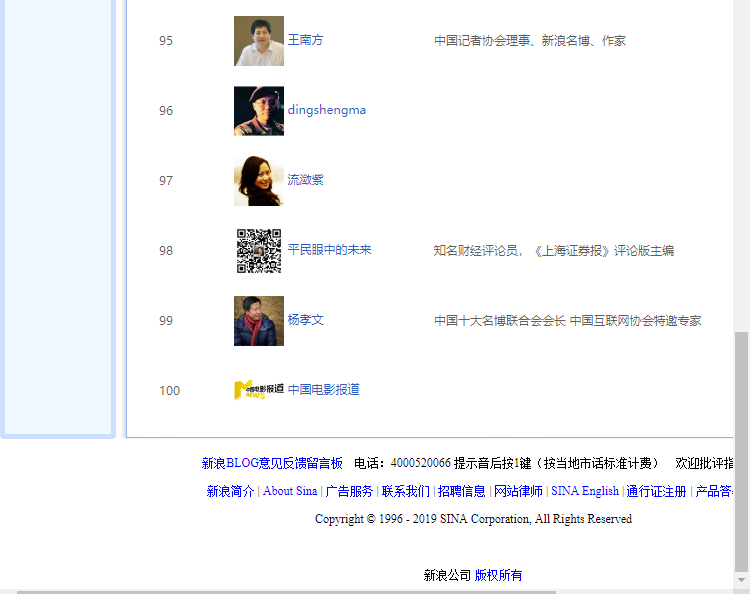 95 王南方 中国记者协会理事、新浪名博、作家
96 dingshengma
97 流潋紫
98 平民眼中的未来 知名财经评论员，《上海证券报》评论版主编
99 杨孝文 中国十大名博联合会会长 中国互联网协会特邀专家
100 中国电影报道 NEWS 中国电影报道
新浪BLOG意见反馈留言板 电话：4000520066 提示音后按1键（按当地市话标准计费） 欢迎批评指
新浪简介 | About Sina | 广告服务 | 联系我们 | 招聘信息 | 网站律师 | SINA English | 通行证注册 | 产品答
Copyright © 1996 - 2019 SINA Corporation, All Rights Reserved
新浪公司 版权所有